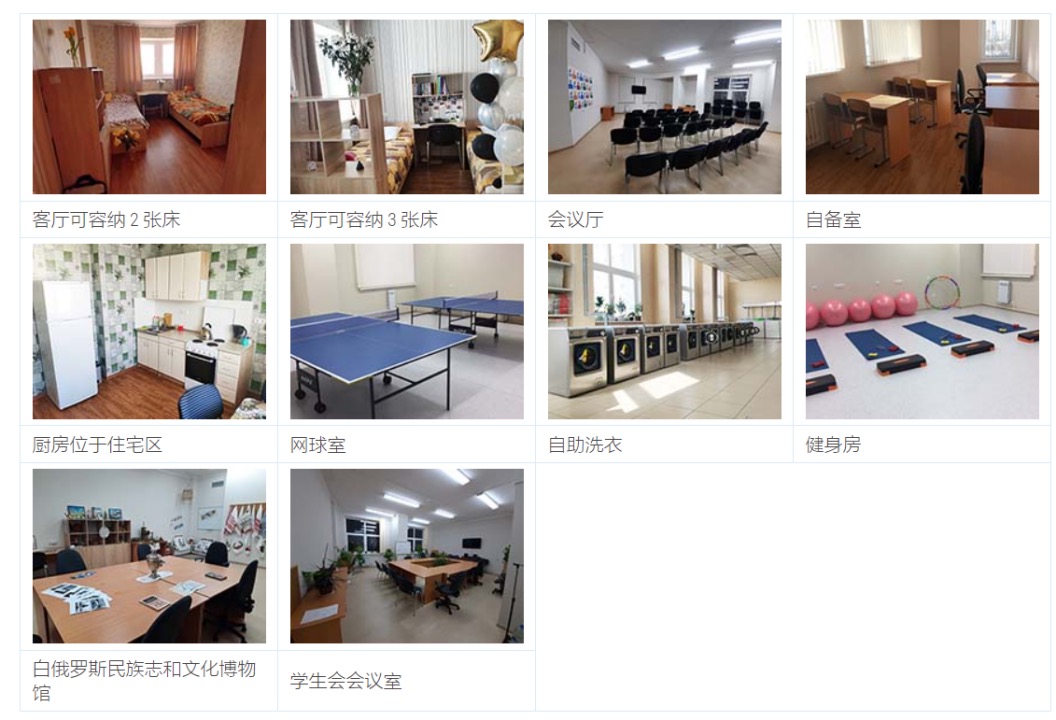 客厅可容纳 2 张床
客厅可容纳 3 张床
会议厅
自备室
厨房位于住宅区
网球室
自助洗衣
健身房
白俄罗斯民族志和文化博物
馆
学生会会议室